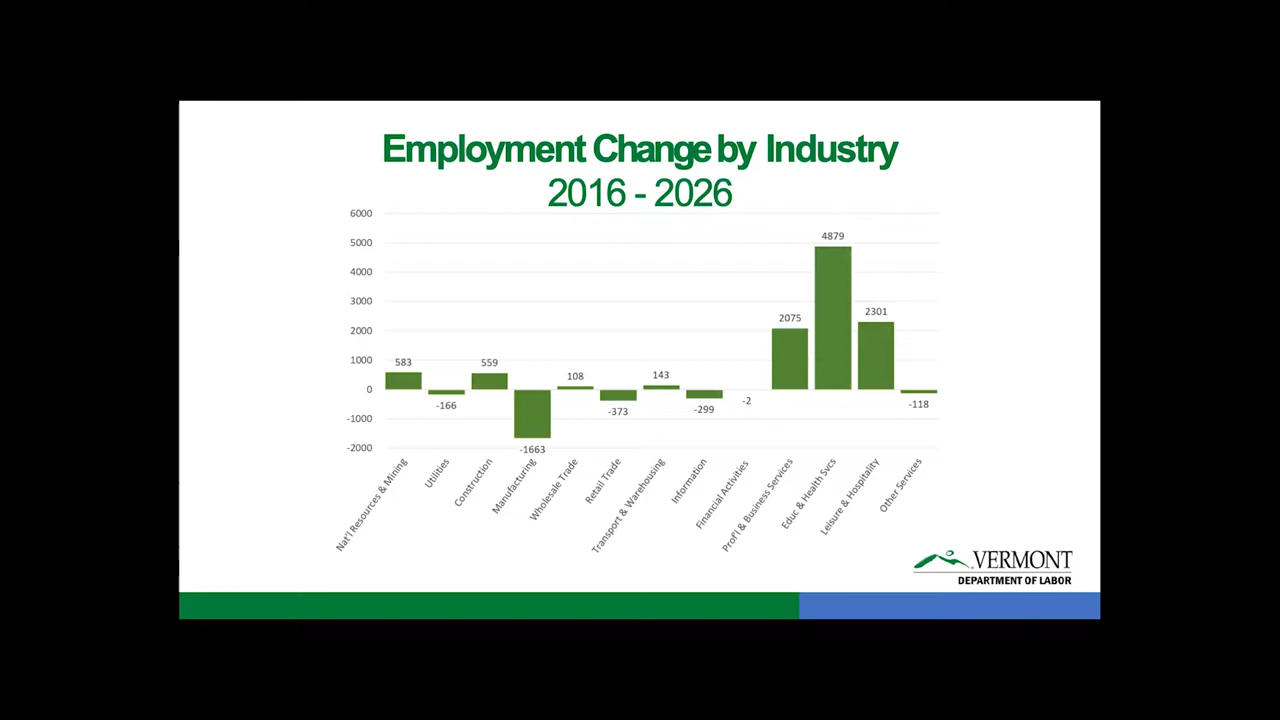 Employment Change by Industry
2016 - 2026
6000
5000
4000
3000
2000
1000
0
-1000
-2000
583
-166
559
-1663
108
-373
143
-299
-2
2075
4879
2301
-118
Nat'l Resources & Mining
Utilities
Construction
Manufacturing
Wholesale Trade
Retail Trade
Transport & Warehousing
Information
Financial Activities
Prof'l & Business Services
Educ & Health Svcs
Leisure & Hospitality
Other Services
VERMONT
DEPARTMENT OF LABOR